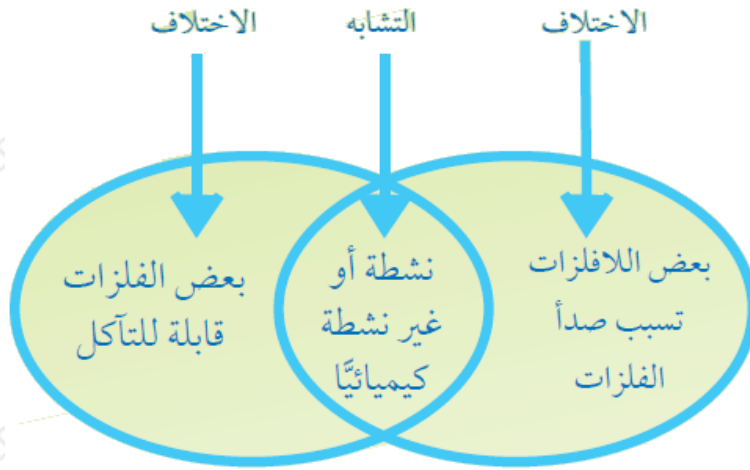 الاختلاف
التشابه
الاختلاف
بعض اللافلزات
تسبب صدأ
الفلزات
نشطة أو
غير نشطة
كيميائيًّا
بعض الفلزات
قابلة للتآكل